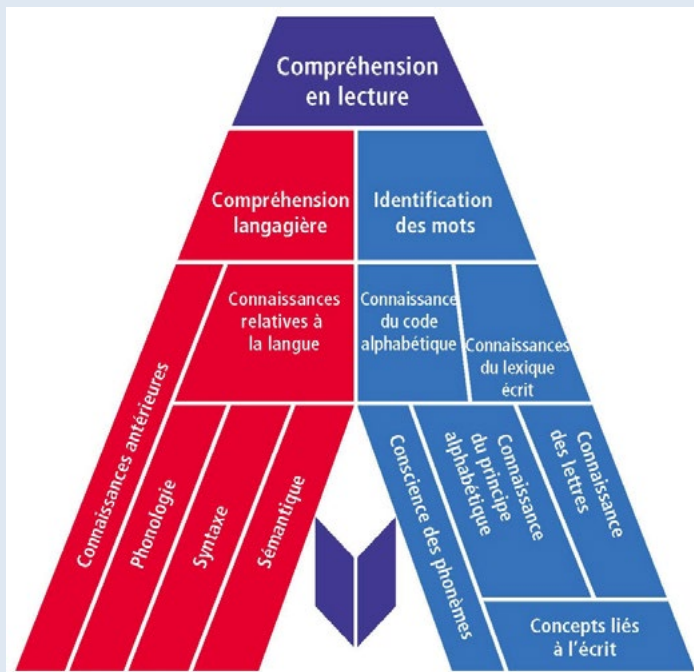 Compréhension
en lecture
Compréhension
langagière
Identification
des mots
Connaissances antérieures
Connaissances
relatives à
la langue
Connaissance
du code
alphabétique
Connaissances
du lexique
écrit
Phonologie
Syntaxe
Sémantique
Conscience des phonèmes
Connaissance
du principe
alphabétique
Connaissance
des lettres
Concepts liés
à l'écrit